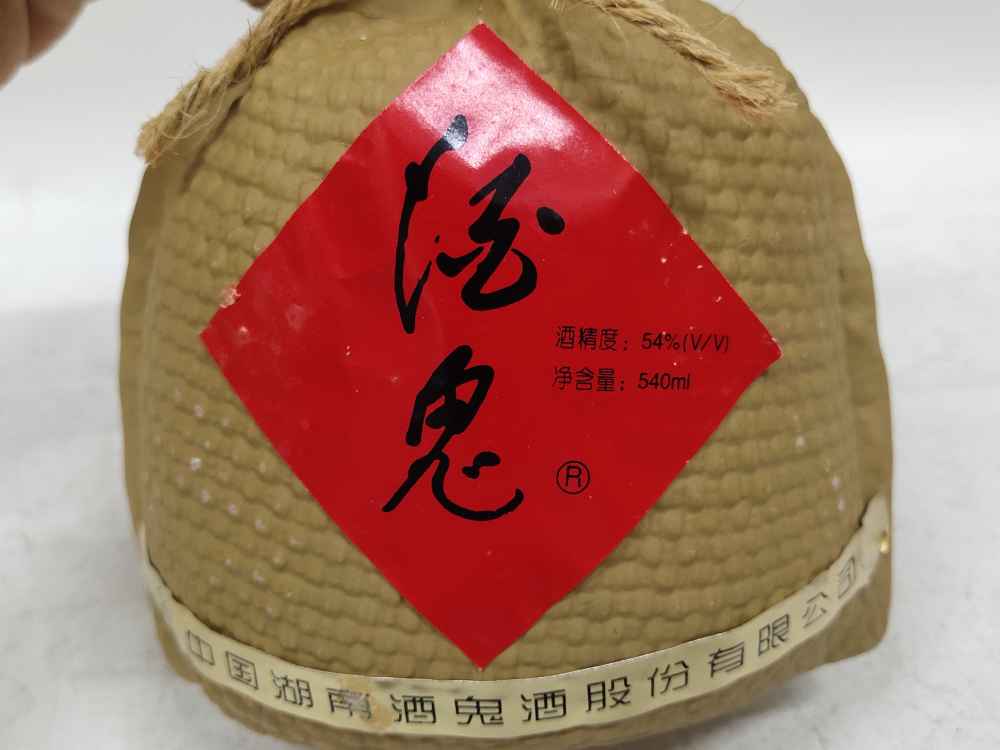 酒鬼
酒精度：54%(V/V)
净含量：540ml
®
中国湖南酒鬼酒股份有限公司